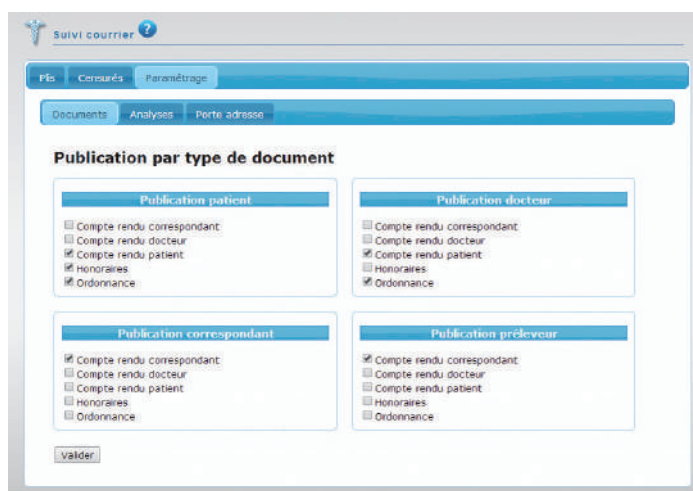 Suivi courrier ?
Plis Censurés Paramétrage
Documents Analyses Porte adresse
Publication par type de document
Publication patient
Compte rendu correspondant
Compte rendu docteur
Compte rendu patient
Honoraires
Ordonnance
Publication docteur
Compte rendu correspondant
Compte rendu docteur
Compte rendu patient
Honoraires
Ordonnance
Publication correspondant
Compte rendu correspondant
Compte rendu docteur
Compte rendu patient
Honoraires
Ordonnance
Publication préleveur
Compte rendu correspondant
Compte rendu docteur
Compte rendu patient
Honoraires
Ordonnance
Valider